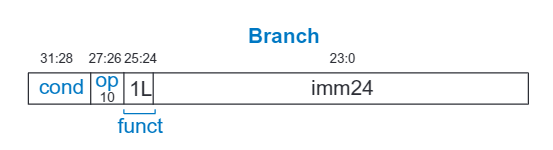 Branch
31:28 27:26 25:24 23:0
cond op 1L imm24
10
funct